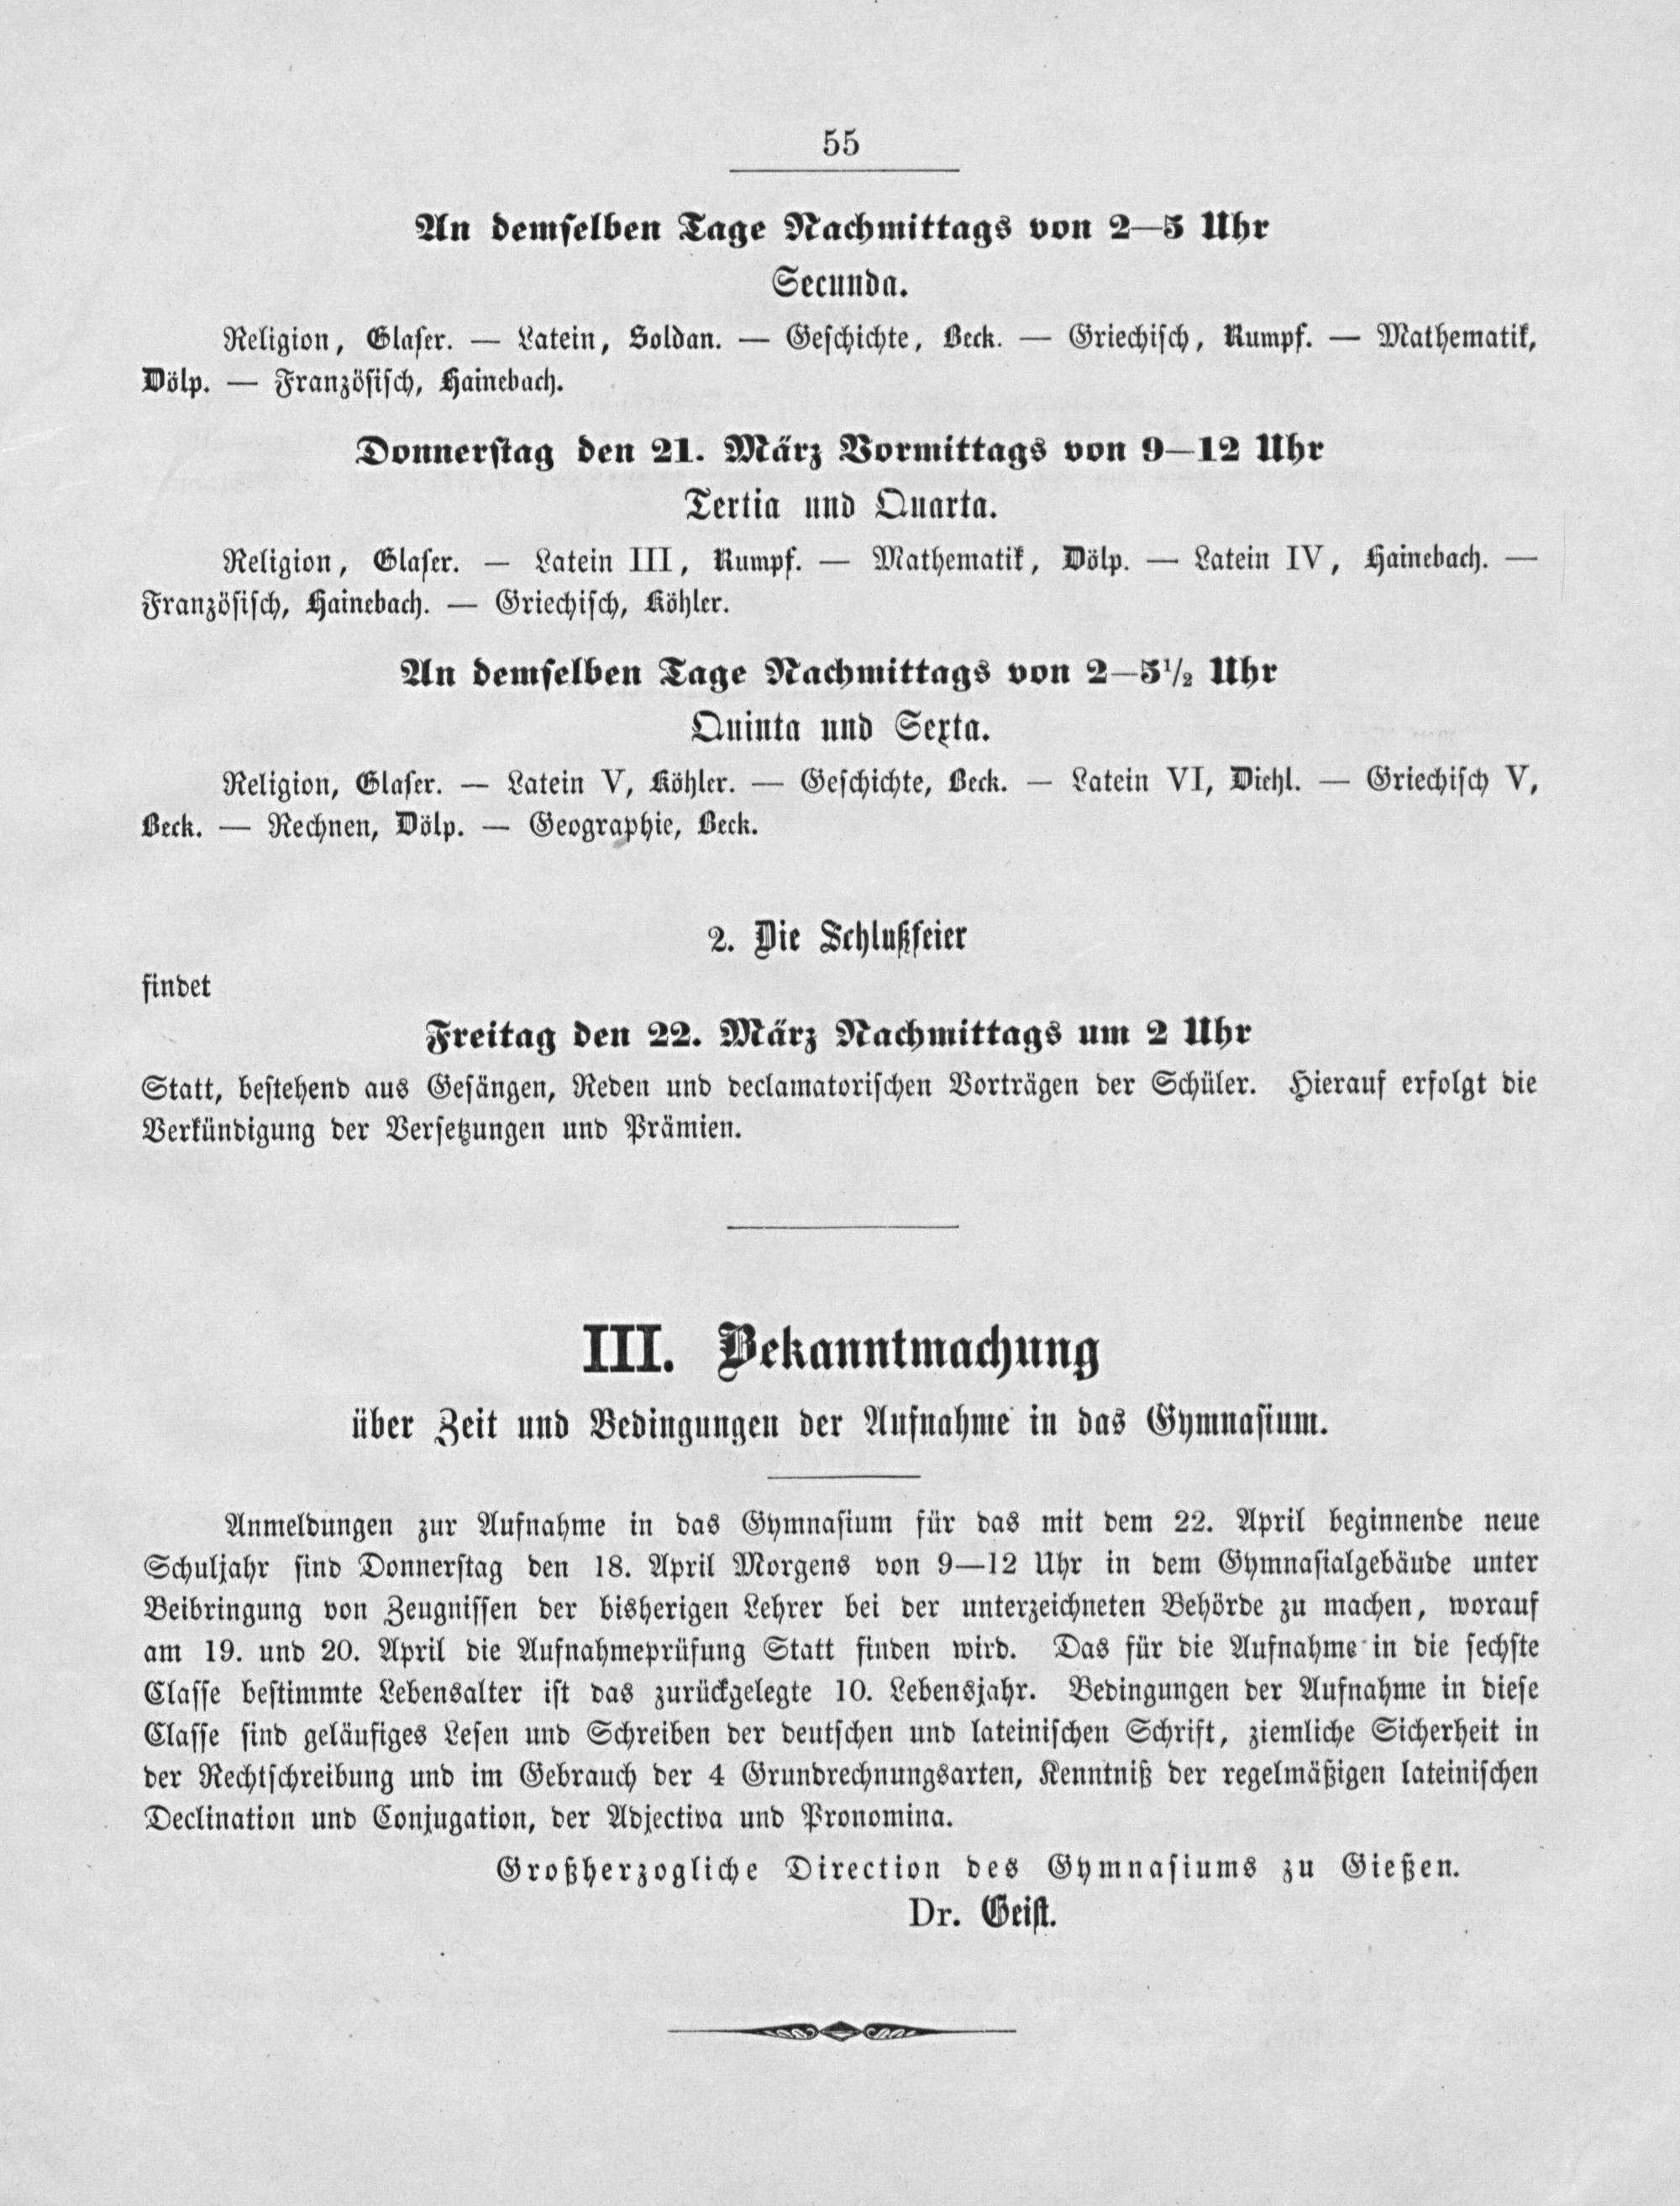 55
An demselben Tage Nachmittags von 2—5 Uhr
Secunda.
Religion, Glaser. — Latein, Soldan. — Geschichte, Beck. — Griechisch, Rumpf. — Mathematik,
Dölp. — Französisch, Hainebach.
Donnerstag den 21. März Vormittags von 9—12 Uhr
Tertia und Quarta.
Religion, Glaser. — Latein III, Rumpf. — Mathematik, Dölp. — Latein IV, Hainebach. —
Französisch, Hainebach. — Griechisch, Köhler.
An demselben Tage Nachmittags von 2—5½ Uhr
Quinta und Sexta.
Religion, Glaser. — Latein V, Köhler. — Geschichte, Beck. — Latein VI, Diehl. — Griechisch V,
Beck. — Rechnen, Dölp. — Geographie, Beck.
2. Die Schlußfeier
findet
Freitag den 22. März Nachmittags um 2 Uhr
Statt, bestehend aus Gesängen, Reden und declamatorischen Vorträgen der Schüler. Hierauf erfolgt die
Verkündigung der Versetzungen und Prämien.
III. Bekanntmachung
über Zeit und Bedingungen der Aufnahme in das Gymnasium.
Anmeldungen zur Aufnahme in das Gymnasium für das mit dem 22. April beginnende neue
Schuljahr sind Donnerstag den 18. April Morgens von 9—12 Uhr in dem Gymnasialgebäude unter
Beibringung von Zeugnissen der bisherigen Lehrer bei der unterzeichneten Behörde zu machen, worauf
am 19. und 20. April die Aufnahmeprüfung Statt finden wird. Das für die Aufnahme in die sechste
Classe bestimmte Lebensalter ist das zurückgelegte 10. Lebensjahr. Bedingungen der Aufnahme in diese
Classe sind geläufiges Lesen und Schreiben der deutschen und lateinischen Schrift, ziemliche Sicherheit in
der Rechtschreibung und im Gebrauch der 4 Grundrechnungsarten, Kenntniß der regelmäßigen lateinischen
Declination und Conjugation, der Adjectiva und Pronomina.
Großherzogliche Direction des Gymnasiums zu Gießen.
Dr. Geist.